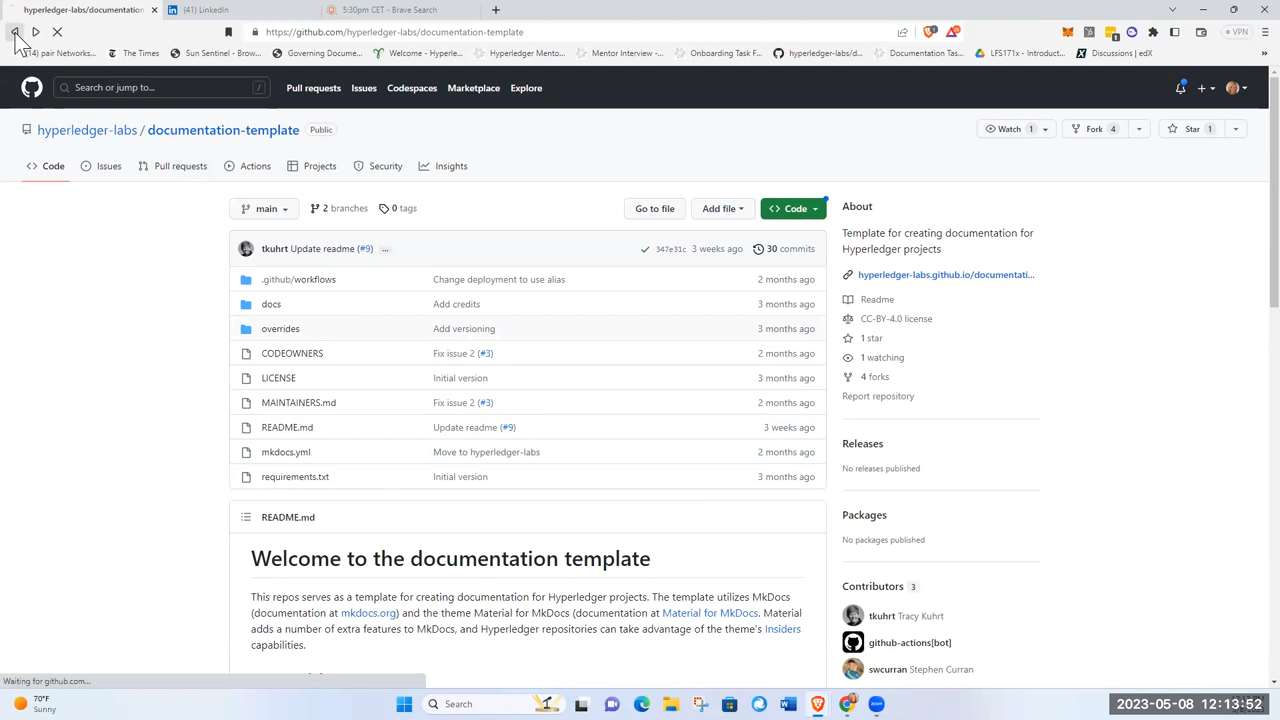 hyperledger-labs/documentation
(41) LinkedIn
5:30pm CET - Brave Search
https://github.com/hyperledger-labs/documentation-template
VPN
(14) pair Networks...
The Times
Sun Sentinel - Brow...
Governing Docume...
Welcome - Hyperle...
Hyperledger Mento...
Mentor Interview -...
Onboarding Task F...
hyperledger-labs/d...
Documentation Tas...
LFS171x - Introduct...
Discussions | edX
Search or jump to...
/
Pull requests
Issues
Codespaces
Marketplace
Explore
hyperledger-labs / documentation-template
Public
Watch 1
Fork 4
Star 1
Code
Issues
Pull requests
Actions
Projects
Security
Insights
main
2 branches
0 tags
Go to file
Add file
Code
tkuhrt Update readme (#9) ...
347e31c 3 weeks ago
30 commits
.github/workflows Change deployment to use alias 2 months ago
docs Add credits 3 months ago
overrides Add versioning 3 months ago
CODEOWNERS Fix issue 2 (#3) 2 months ago
LICENSE Initial version 3 months ago
MAINTAINERS.md Fix issue 2 (#3) 2 months ago
README.md Update readme (#9) 3 weeks ago
mkdocs.yml Move to hyperledger-labs 2 months ago
requirements.txt Initial version 3 months ago
README.md
Welcome to the documentation template
This repos serves as a template for creating documentation for Hyperledger projects. The template utilizes MkDocs
(documentation at mkdocs.org) and the theme Material for MkDocs (documentation at Material for MkDocs. Material
adds a number of extra features to MkDocs, and Hyperledger repositories can take advantage of the theme's Insiders
capabilities.
About
Template for creating documentation for
Hyperledger projects
hyperledger-labs.github.io/documentati...
Readme
CC-BY-4.0 license
1 star
1 watching
4 forks
Report repository
Releases
No releases published
Packages
No packages published
Contributors 3
tkuhrt Tracy Kuhrt
github-actions[bot]
swcurran Stephen Curran
Waiting for github.com...
70°F
Sunny
Search
2023-05-08 12:13:52